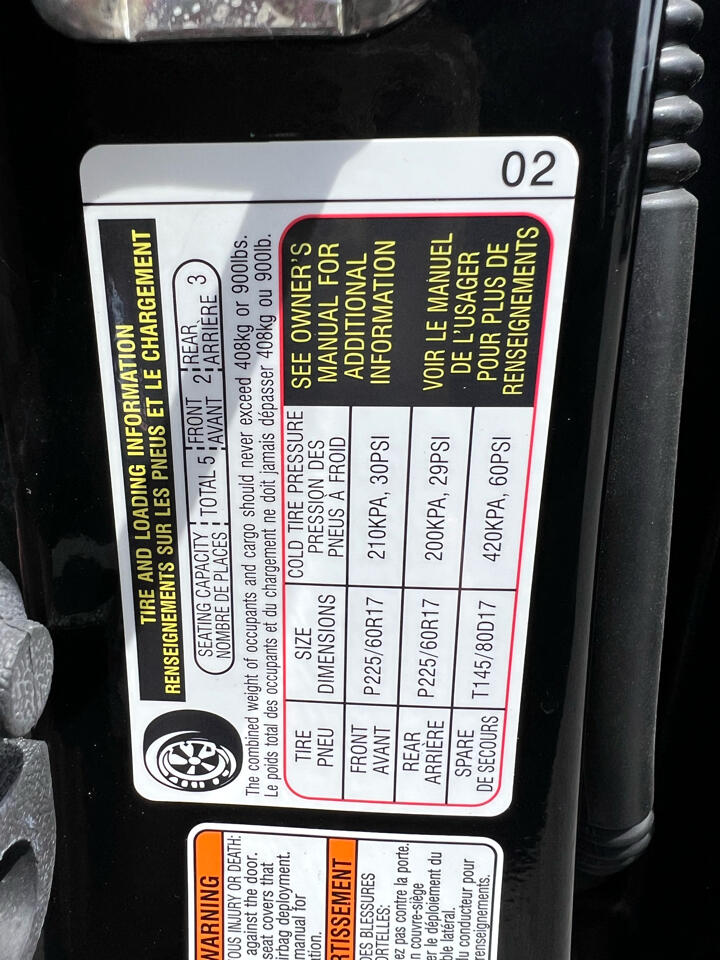 02
TIRE AND LOADING INFORMATION
RENSEIGNEMENTS SUR LES PNEUS ET LE CHARGEMENT
SEATING CAPACITY TOTAL 5 FRONT 2 REAR 3
NOMBRE DE PLACES AVANT ARRIÈRE
The combined weight of occupants and cargo should never exceed 408kg or 900lbs.
Le poids total des occupants et du chargement ne doit jamais dépasser 408kg ou 900lb.
TIRE SIZE COLD TIRE PRESSURE
PNEU DIMENSIONS PRESSION DES
PNEUS À FROID
FRONT
AVANT P225/60R17 210KPA, 30PSI
REAR
ARRIÈRE P225/60R17 200KPA, 29PSI
SPARE
DE SECOURS T145/80D17 420KPA, 60PSI
SEE OWNER'S
MANUAL FOR
ADDITIONAL
INFORMATION
VOIR LE MANUEL
DE L'USAGER
POUR PLUS DE
RENSEIGNEMENTS
WARNING
INJURY OR DEATH:
against the door.
seat covers that
deployment.
manual for
BLESSURES
pas contre la porte.
couvre-siège
le déploiement du
latéral.
conducteur pour
renseignements.